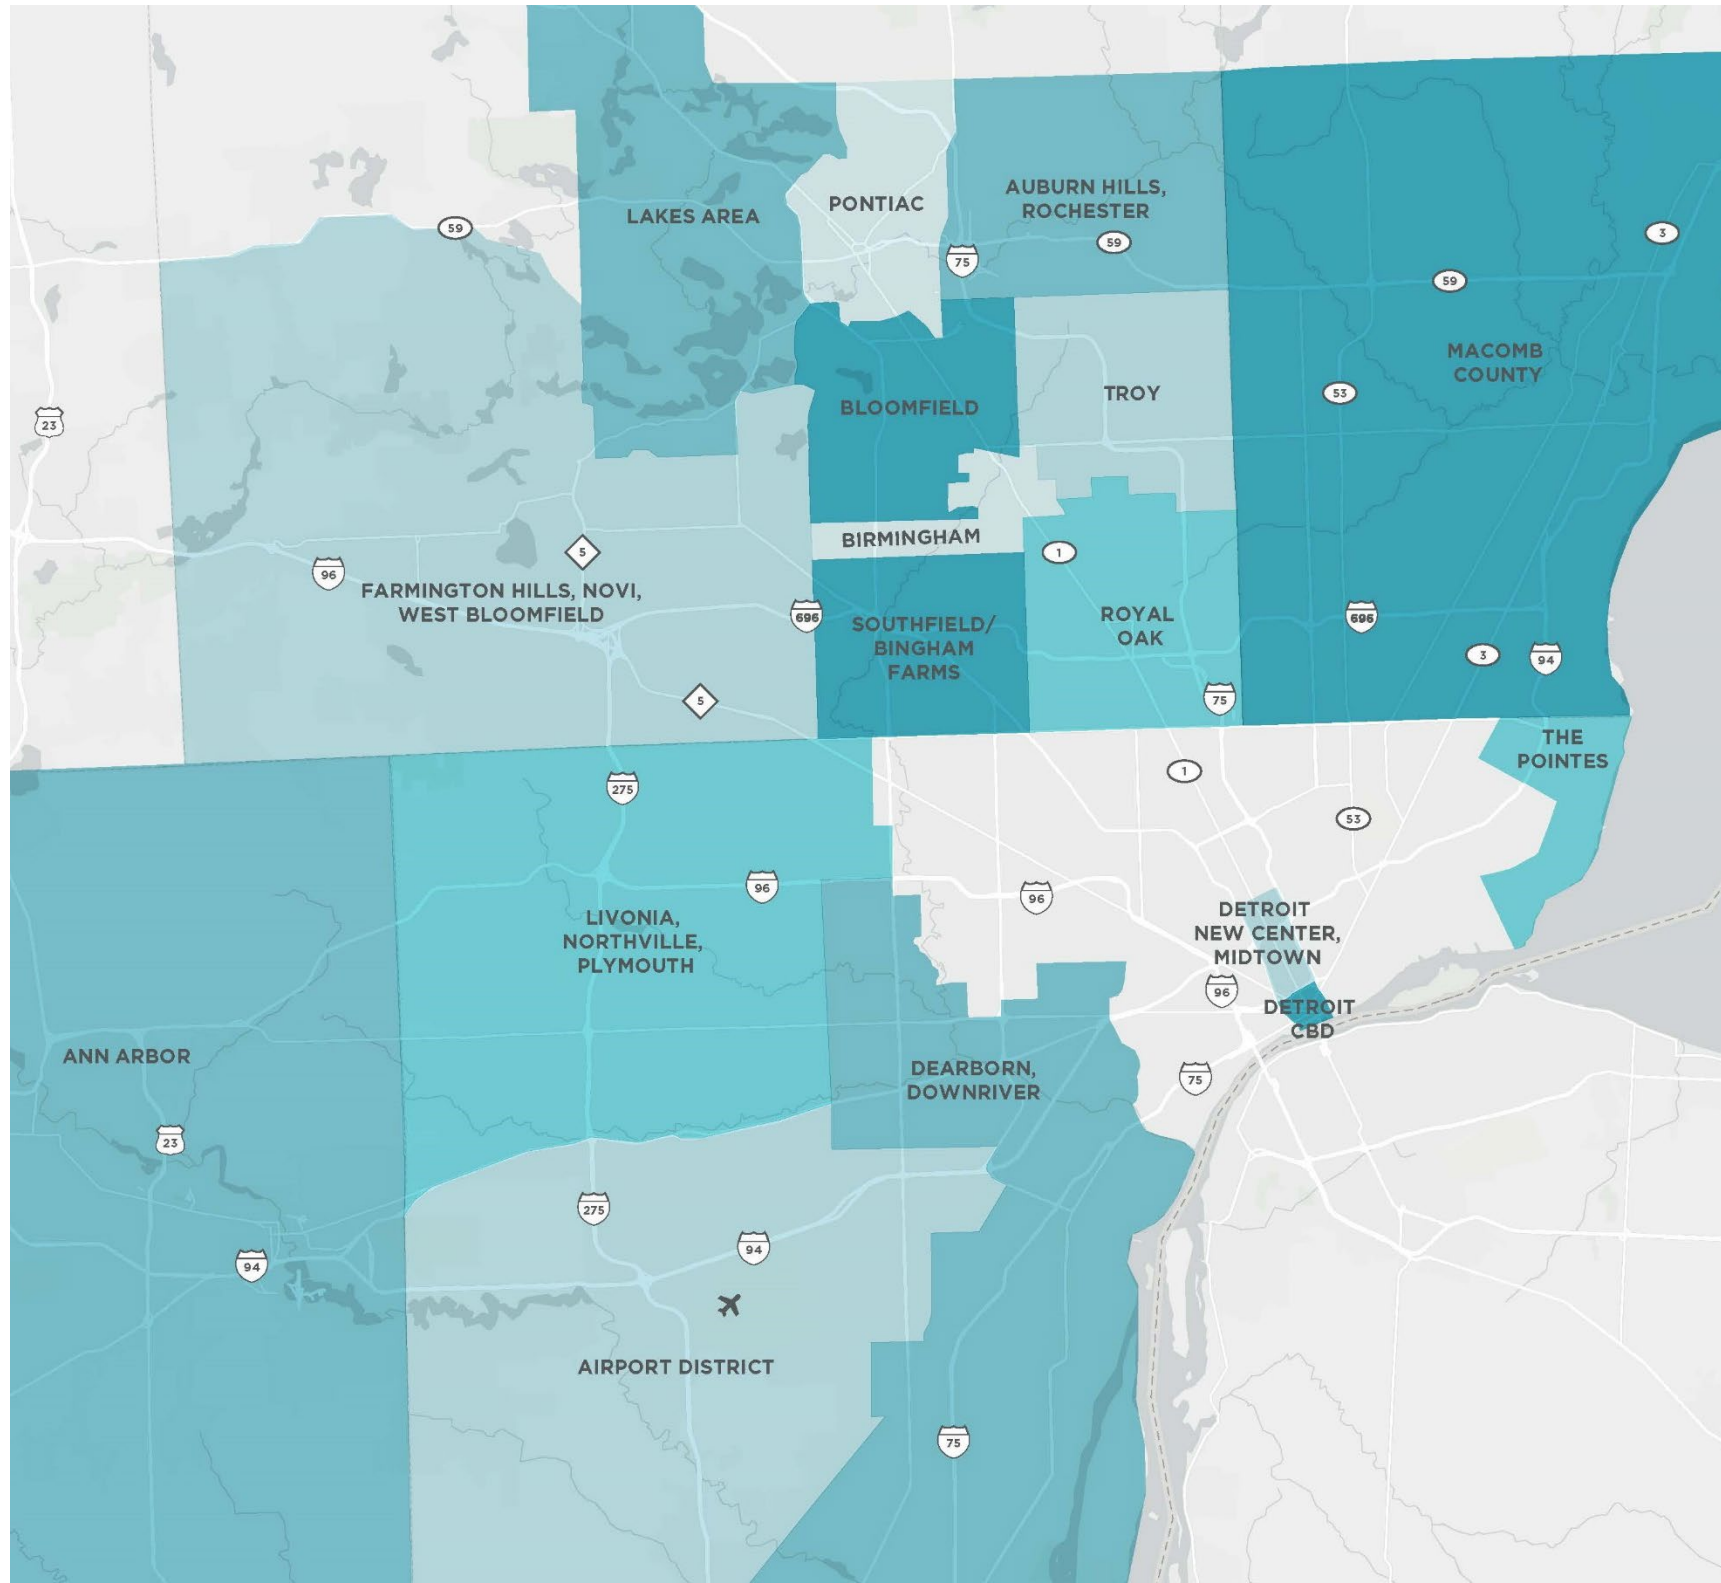 59
LAKES AREA
PONTIAC
AUBURN HILLS,
ROCHESTER
59
75
3
59
MACOMB
COUNTY
53
23
BLOOMFIELD
TROY
BIRMINGHAM
1
5
96
FARMINGTON HILLS, NOVI,
WEST BLOOMFIELD
696
SOUTHFIELD/
BINGHAM
FARMS
ROYAL
OAK
696
3
94
5
75
THE
POINTES
275
1
53
96
96
LIVONIA,
NORTHVILLE,
PLYMOUTH
DETROIT
NEW CENTER,
MIDTOWN
96
DETROIT
CBD
ANN ARBOR
DEARBORN,
DOWNRIVER
75
23
275
94
94
AIRPORT DISTRICT
75